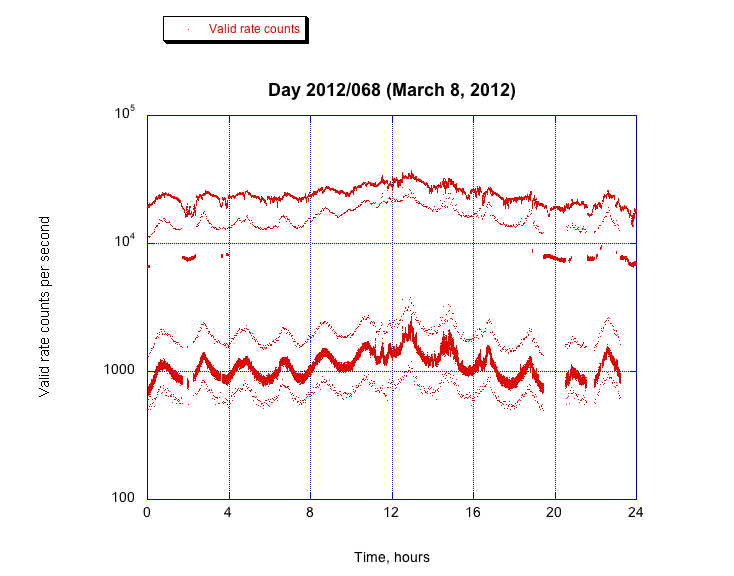 Valid rate counts
Day 2012/068 (March 8, 2012)
10^5
10^4
1000
100
Valid rate counts per second
0 4 8 12 16 20 24
Time, hours